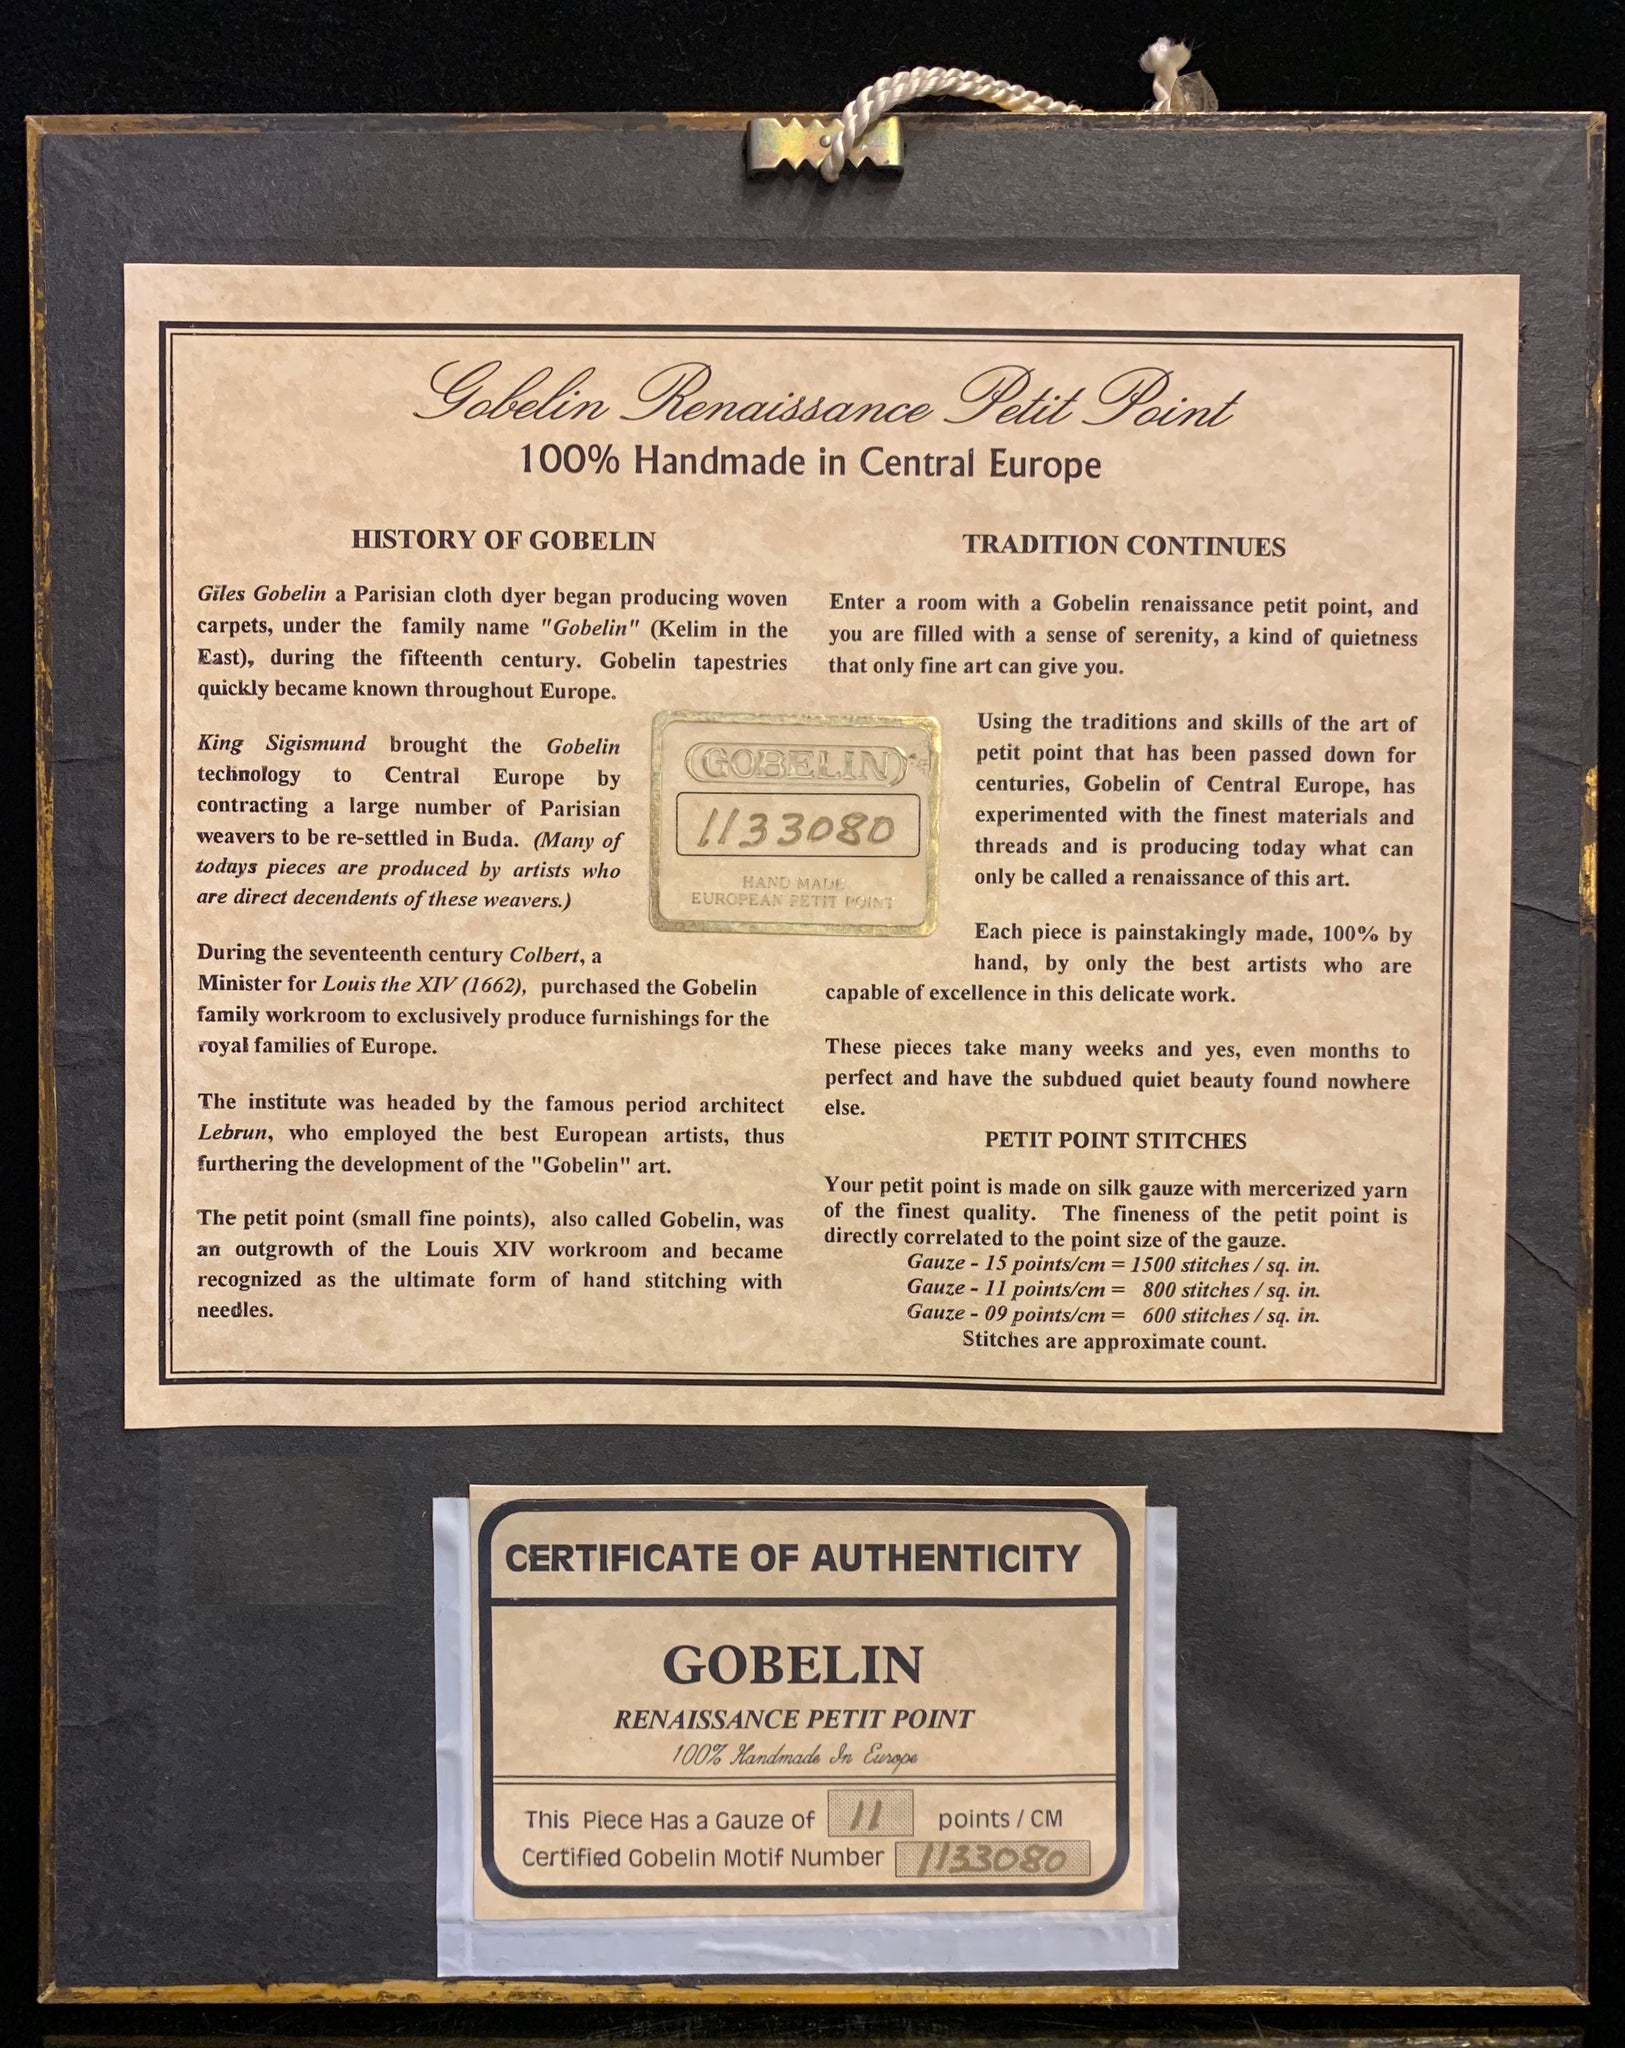 Gobelin Renaissance Petit Point
100% Handmade in Central Europe
HISTORY OF GOBELIN
Giles Gobelin a Parisian cloth dyer began producing woven
carpets, under the family name "Gobelin" (Kelim in the
East), during the fifteenth century. Gobelin tapestries
quickly became known throughout Europe.
King Sigismund brought the Gobelin
technology to Central Europe by
contracting a large number of Parisian
weavers to be re-settled in Buda. (Many of
todays pieces are produced by artists who
are direct decendents of these weavers.)
During the seventeenth century Colbert, a
Minister for Louis the XIV (1662), purchased the Gobelin
family workroom to exclusively produce furnishings for the
royal families of Europe.
The institute was headed by the famous period architect
Lebrun, who employed the best European artists, thus
furthering the development of the "Gobelin" art.
The petit point (small fine points), also called Gobelin, was
an outgrowth of the Louis XIV workroom and became
recognized as the ultimate form of hand stitching with
needles.
GOBELIN
1133080
HAND MADE
EUROPEAN PETIT POINT
TRADITION CONTINUES
Enter a room with a Gobelin renaissance petit point, and
you are filled with a sense of serenity, a kind of quietness
that only fine art can give you.
Using the traditions and skills of the art of
petit point that has been passed down for
centuries, Gobelin of Central Europe, has
experimented with the finest materials and
threads and is producing today what can
only be called a renaissance of this art.
Each piece is painstakingly made, 100% by
hand, by only the best artists who are
capable of excellence in this delicate work.
These pieces take many weeks and yes, even months to
perfect and have the subdued quiet beauty found nowhere
else.
PETIT POINT STITCHES
Your petit point is made on silk gauze with mercerized yarn
of the finest quality. The fineness of the petit point is
directly correlated to the point size of the gauze.
Gauze - 15 points/cm = 1500 stitches / sq. in.
Gauze - 11 points/cm = 800 stitches / sq. in.
Gauze - 09 points/cm = 600 stitches / sq. in.
Stitches are approximate count.
CERTIFICATE OF AUTHENTICITY
GOBELIN
RENAISSANCE PETIT POINT
100% Handmade In Europe
This Piece Has a Gauze of 11 points / CM
Certified Gobelin Motif Number 1133080